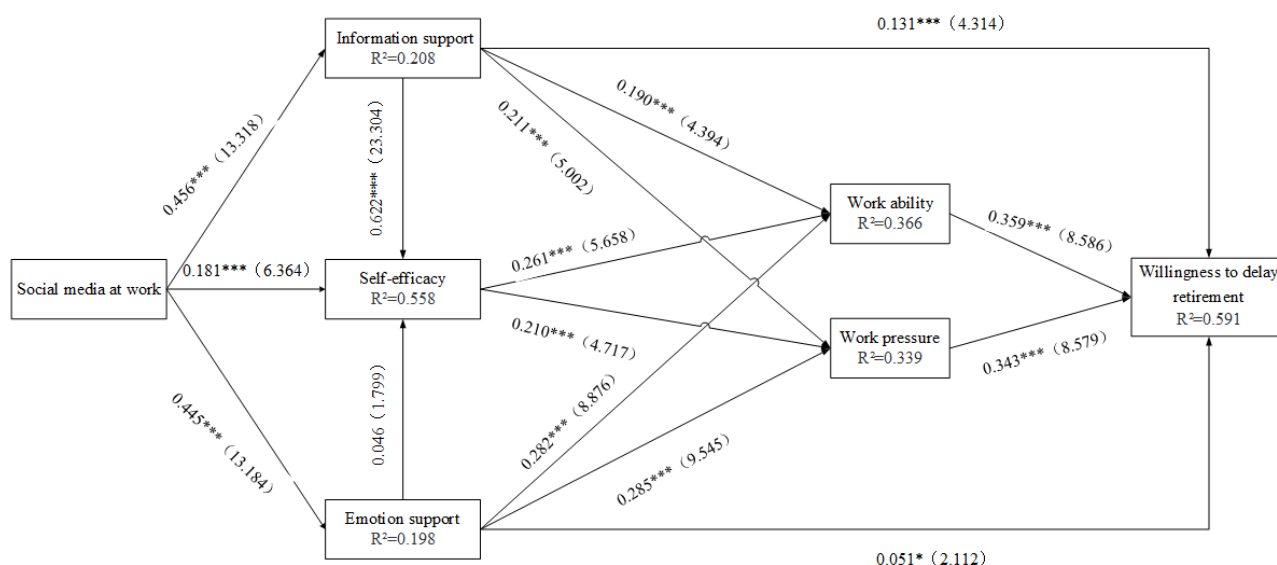 Information support
R²=0.208
0.131***（4.314）
0.456***（13.318）
0.622***（23.304）
0.211***（5.002）
0.190***（4.394）
Work ability
R²=0.366
0.359***（8.586）
Social media at work
0.181***（6.364）
Self-efficacy
R²=0.558
0.261***（5.658）
Willingness to delay
retirement
R²=0.591
0.210***（4.717）
Work pressure
R²=0.339
0.343***（8.579）
0.445***（13.184）
0.046（1.799）
0.282***（8.876）
0.285***（9.545）
Emotion support
R²=0.198
0.051*（2.112）